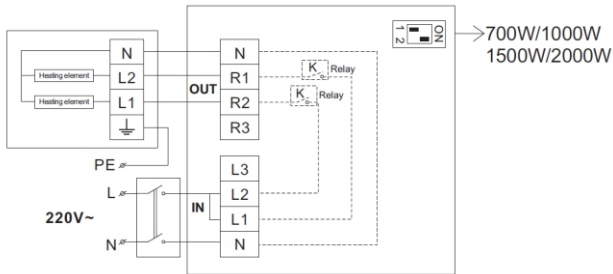 N
L2
L1
Heating element
Heating element
PE
L
220V~
N
OUT
N
R1
R2
R3
K Relay
K Relay
IN
L3
L2
L1
N
1 2
ON
700W/1000W
1500W/2000W